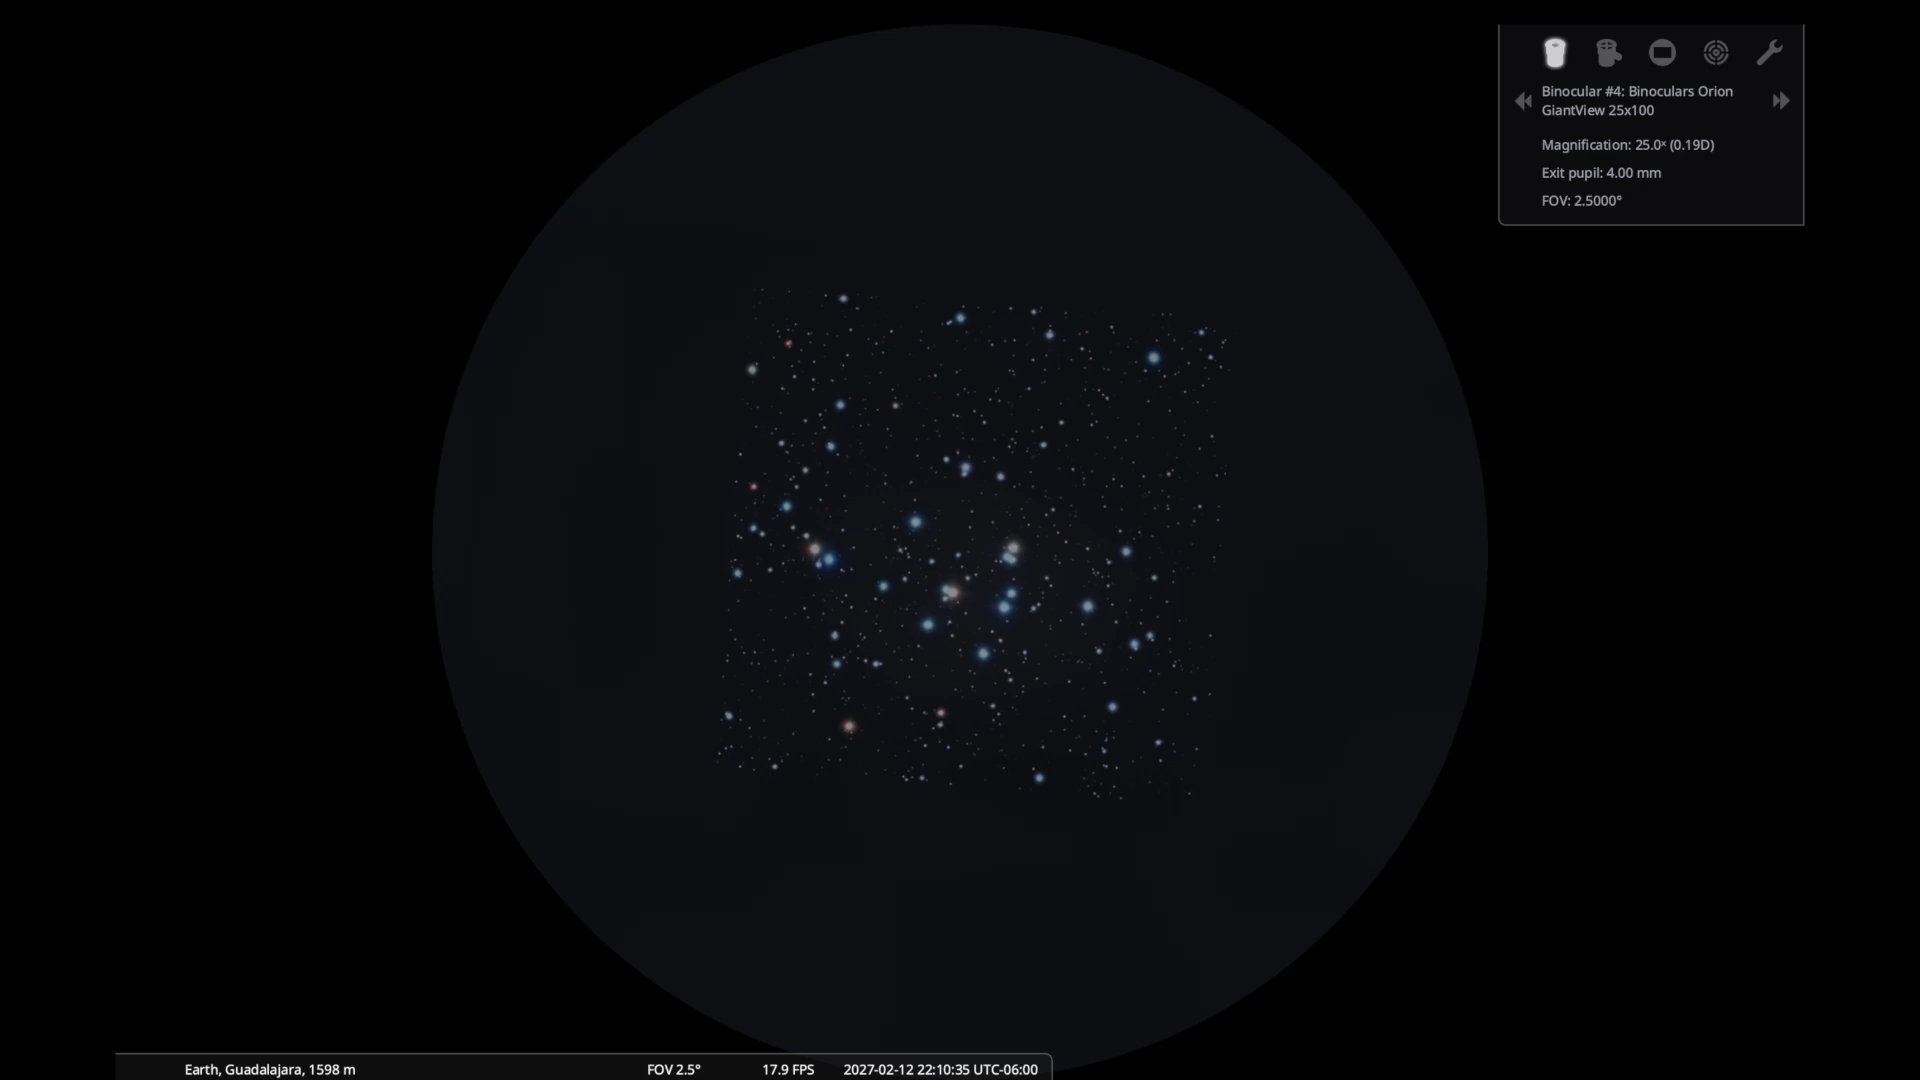 Binocular #4: Binoculars Orion
GiantView 25x100
Magnification: 25.0ˣ (0.19D)
Exit pupil: 4.00 mm
FOV: 2.5000°
Earth, Guadalajara, 1598 m FOV 2.5° 17.9 FPS 2027-02-12 22:10:35 UTC-06:00